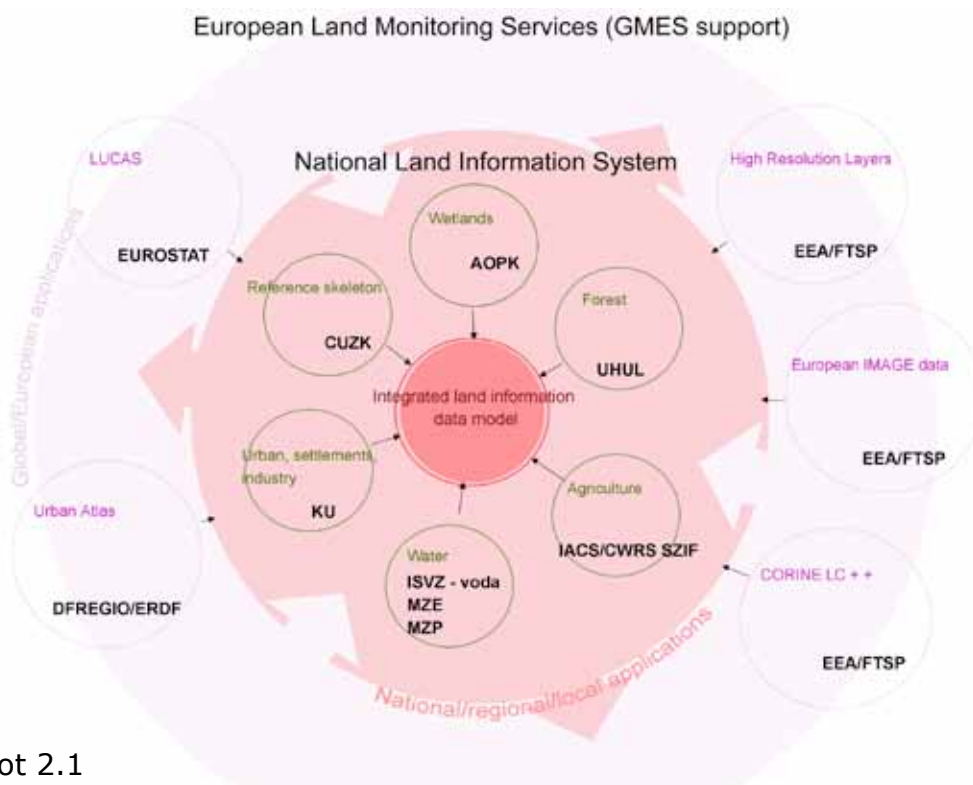 European Land Monitoring Services (GMES support)
LUCAS
EUROSTAT
National Land Information System
High Resolution Layers
EEA/FTSP
Wetlands
AOPK
Reference skeleton
CUZK
Forest
UHUL
Global/European applications
Integrated land information
data model
European IMAGE data
EEA/FTSP
Urban, settlements,
industry
KU
Agriculture
IACS/CWRS SZIF
Urban Atlas
DFREGIO/ERDF
Water
ISVZ - voda
MZE
MZP
CORINE LC + +
EEA/FTSP
National/regional/local applications
ot 2.1